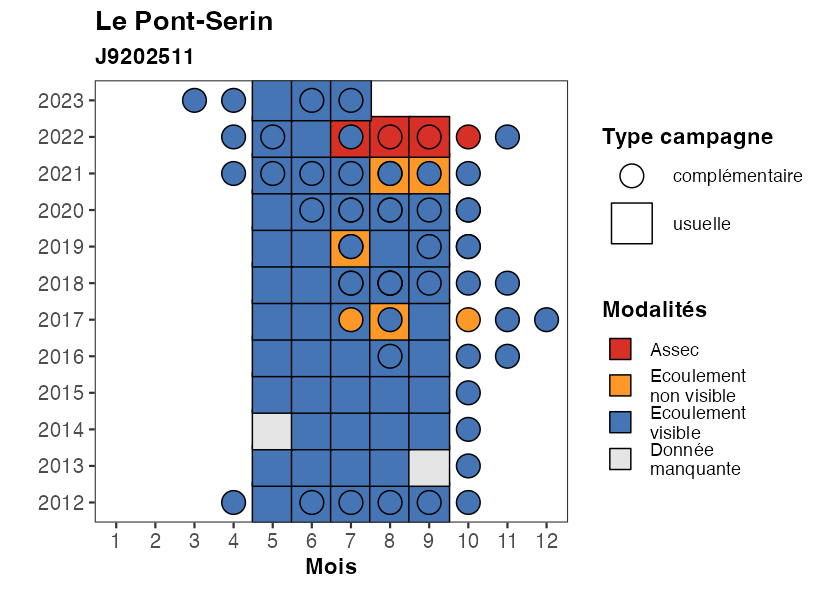 Le Pont-Serin
J9202511
2023
2022
2021
2020
2019
2018
2017
2016
2015
2014
2013
2012
1 2 3 4 5 6 7 8 9 10 11 12
Mois
Type campagne
complémentaire
usuelle
Modalités
Assec
Ecoulement
non visible
Ecoulement
visible
Donnée
manquante